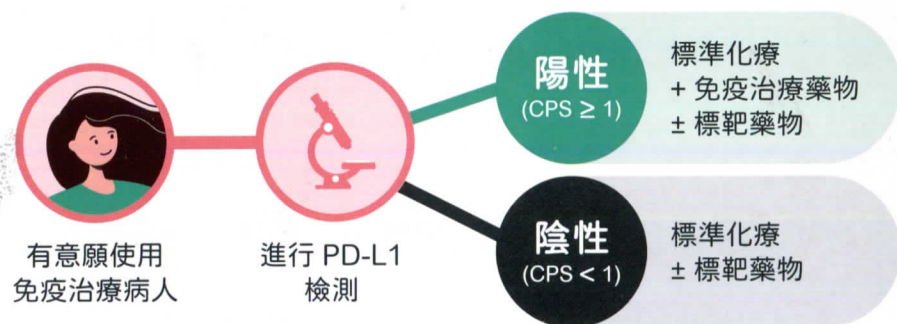 有意願使用
免疫治療病人
進行 PD-L1
檢測
陽性
(CPS ≥ 1)
標準化療
+ 免疫治療藥物
± 標靶藥物
陰性
(CPS < 1)
標準化療
± 標靶藥物